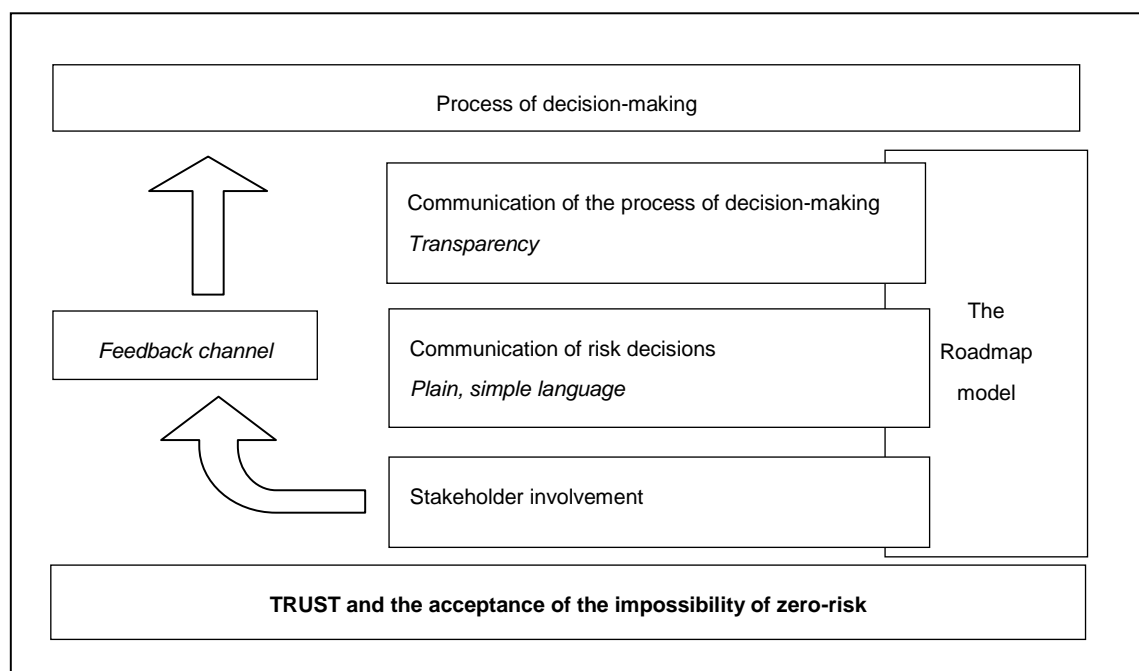 Process of decision-making
Communication of the process of decision-making
Transparency
Feedback channel
Communication of risk decisions
Plain, simple language
The
Roadmap
model
Stakeholder involvement
TRUST and the acceptance of the impossibility of zero-risk